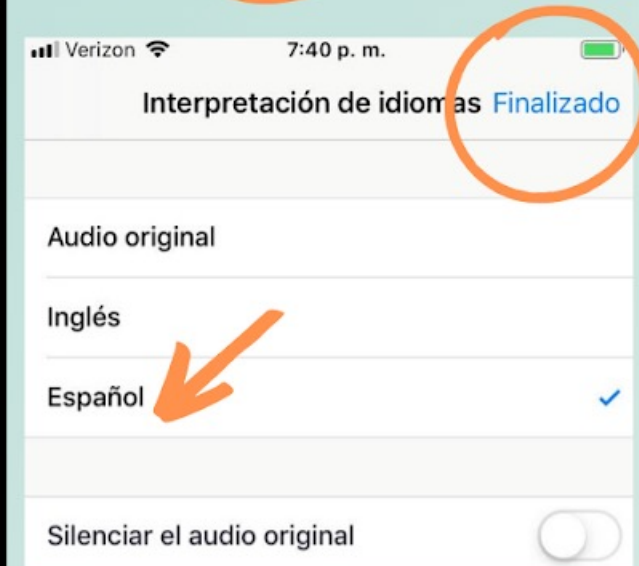 Verizon 7:40 p. m.
Interpretación de idiomas Finalizado
Audio original
Inglés
Español
Silenciar el audio original